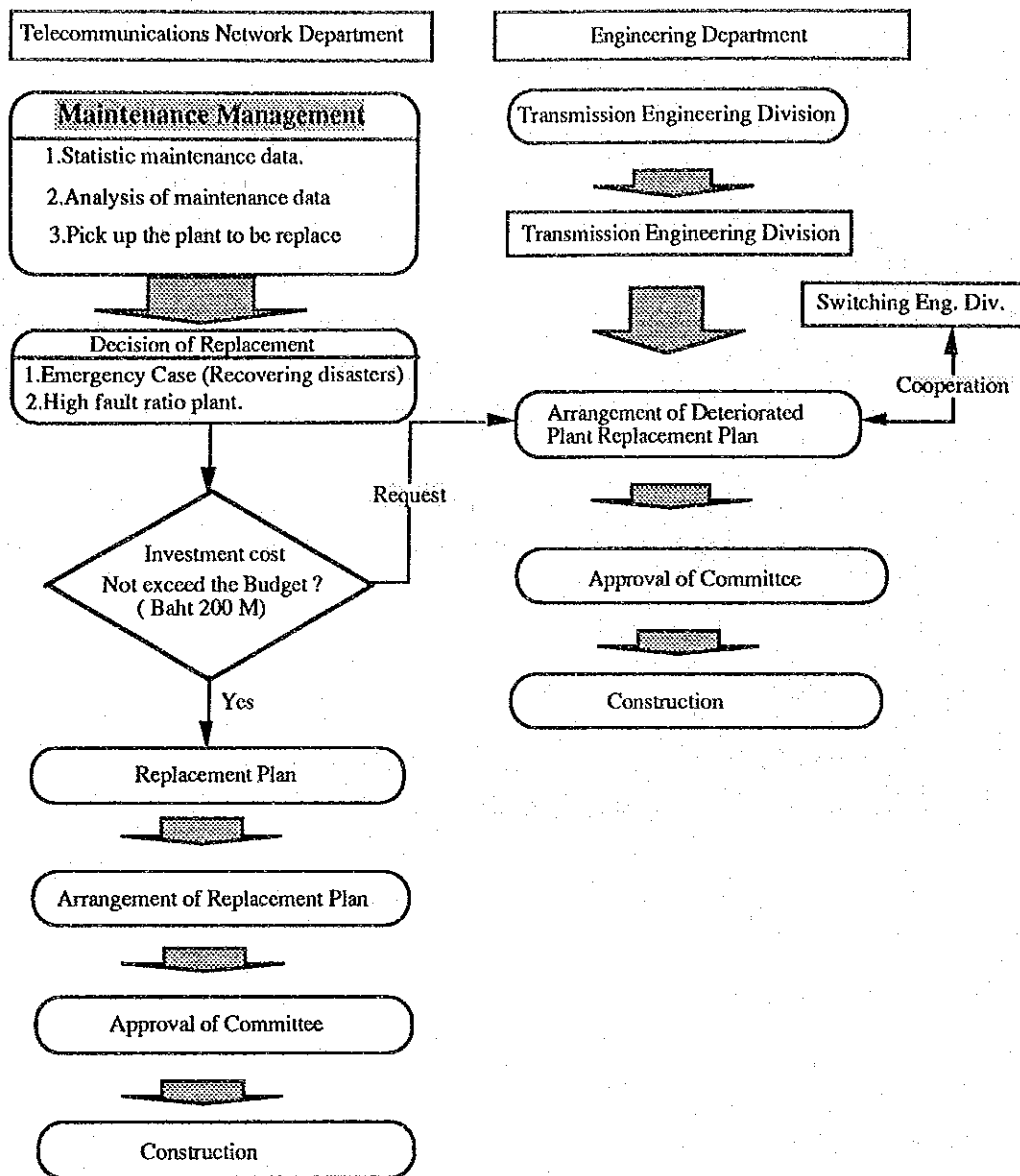 Telecommunications Network Department
Maintenance Management
1.Statistic maintenance data.
2.Analysis of maintenance data
3.Pick up the plant to be replace
Decision of Replacement
1.Emergency Case (Recovering disasters)
2.High fault ratio plant.
Request
Investment cost
Not exceed the Budget ?
( Baht 200 M)
Yes
Replacement Plan
Arrangement of Replacement Plan
Approval of Committee
Construction
Engineering Department
Transmission Engineering Division
Transmission Engineering Division
Switching Eng. Div.
Cooperation
Arrangement of Deteriorated
Plant Replacement Plan
Approval of Committee
Construction